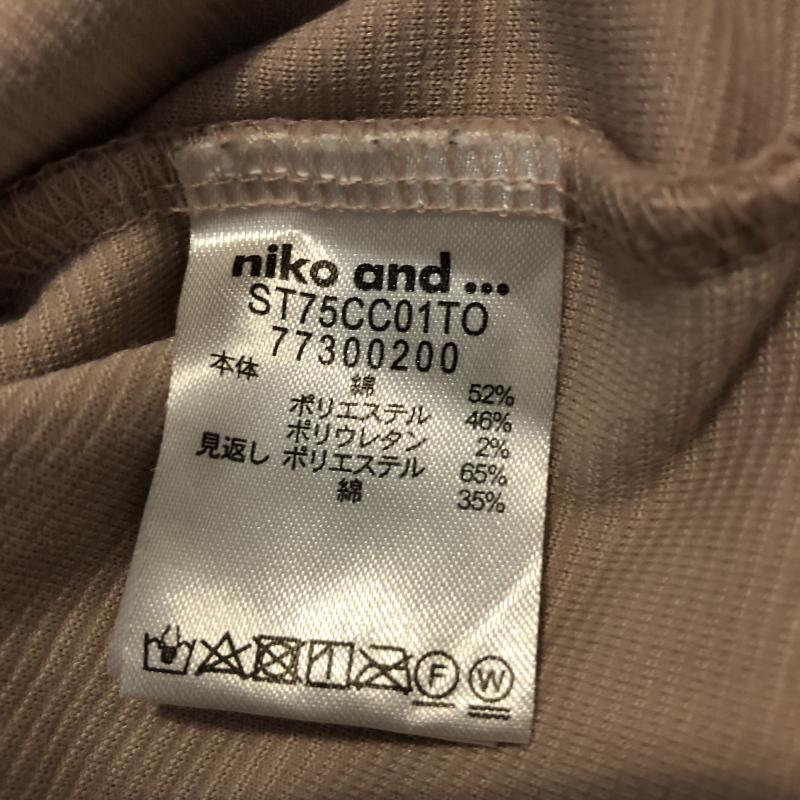 niko and ...
ST75CC01TO
77300200
本体 綿 52%
ポリエステル 46%
ポリウレタン 2%
見返し ポリエステル 65%
綿 35%
F W